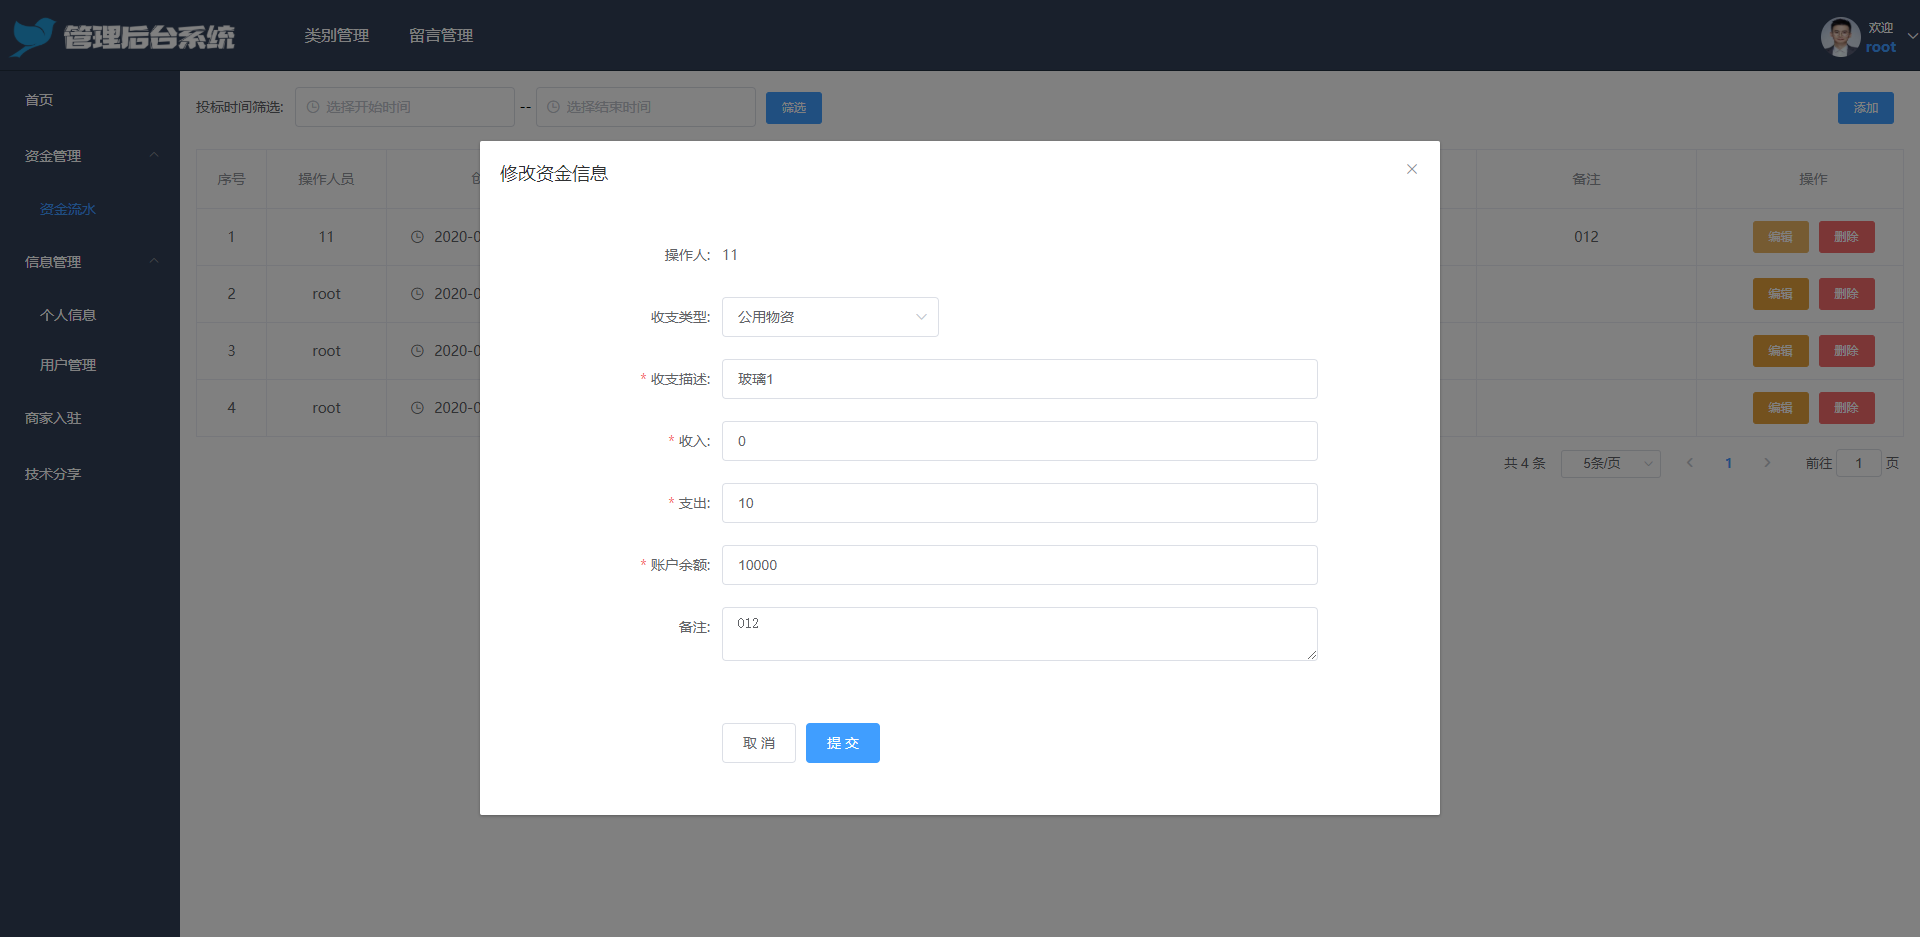 管理后台系统
类别管理
留言管理
欢迎
root
首页
资金管理
资金流水
信息管理
个人信息
用户管理
商家入驻
技术分享
投标时间筛选:
选择开始时间
--
选择结束时间
筛选
添加
序号 操作人员 备注 操作
1 11 2020-0 012 编辑 删除
2 root 2020-0 编辑 删除
3 root 2020-0 编辑 删除
4 root 2020-0 编辑 删除
共 4 条 5条/页 1 前往 1 页
修改资金信息
操作人: 11
收支类型: 公用物资
* 收支描述: 玻璃1
* 收入: 0
* 支出: 10
* 账户余额: 10000
备注: 012
取 消 提 交